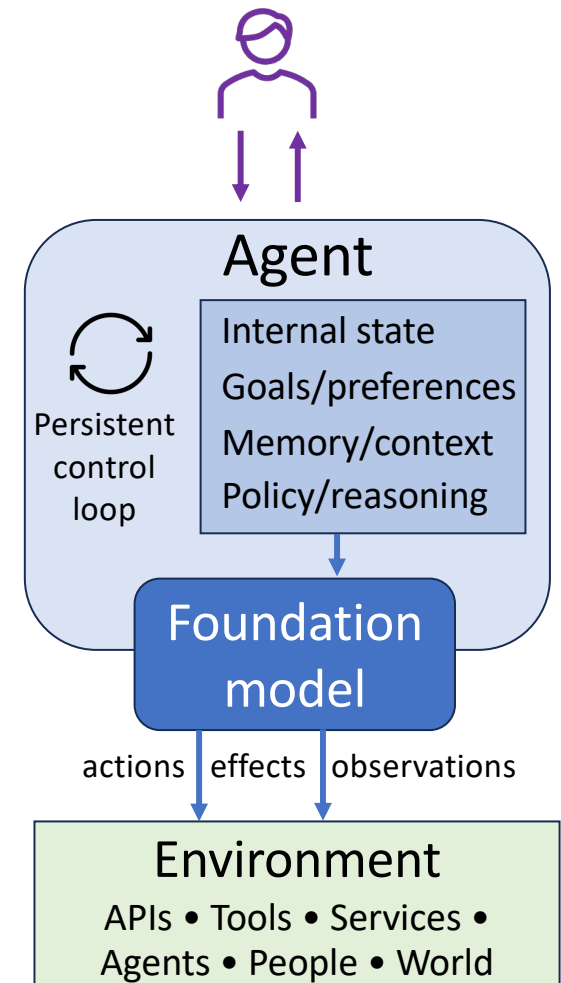 Agent
Internal state
Goals/preferences
Memory/context
Policy/reasoning
Persistent
control
loop
Foundation
model
actions effects observations
Environment
APIs • Tools • Services •
Agents • People • World